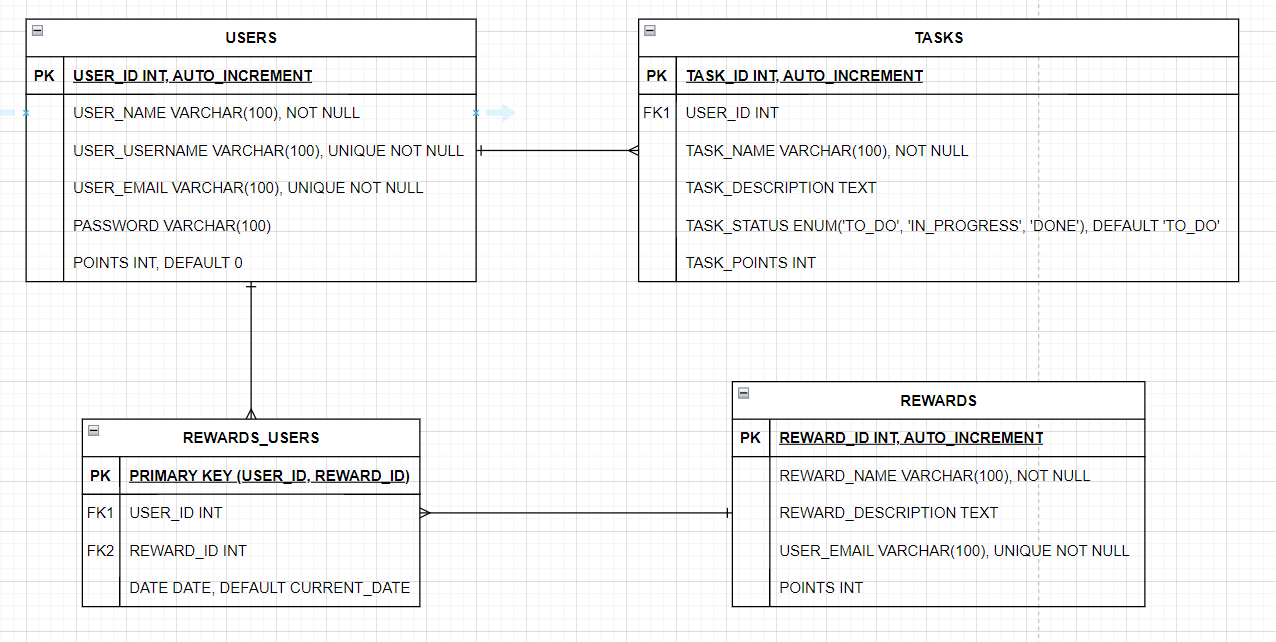 USERS
PK USER_ID INT, AUTO_INCREMENT
USER_NAME VARCHAR(100), NOT NULL
USER_USERNAME VARCHAR(100), UNIQUE NOT NULL
USER_EMAIL VARCHAR(100), UNIQUE NOT NULL
PASSWORD VARCHAR(100)
POINTS INT, DEFAULT 0
TASKS
PK TASK_ID INT, AUTO_INCREMENT
FK1 USER_ID INT
TASK_NAME VARCHAR(100), NOT NULL
TASK_DESCRIPTION TEXT
TASK_STATUS ENUM('TO_DO', 'IN_PROGRESS', 'DONE'), DEFAULT 'TO_DO'
TASK_POINTS INT
REWARDS_USERS
PK PRIMARY KEY (USER_ID, REWARD_ID)
FK1 USER_ID INT
FK2 REWARD_ID INT
DATE DATE, DEFAULT CURRENT_DATE
REWARDS
PK REWARD_ID INT, AUTO_INCREMENT
REWARD_NAME VARCHAR(100), NOT NULL
REWARD_DESCRIPTION TEXT
USER_EMAIL VARCHAR(100), UNIQUE NOT NULL
POINTS INT